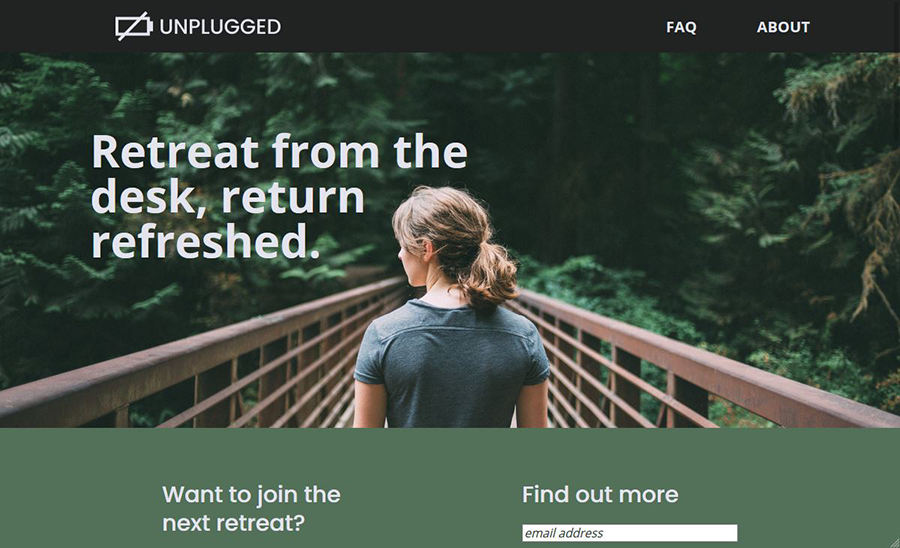 UNPLUGGED
FAQ
ABOUT
Retreat from the
desk, return
refreshed.
Want to join the
next retreat?
Find out more
email address